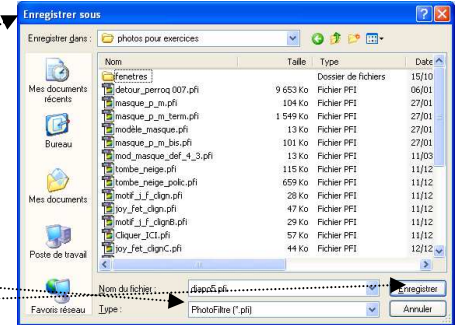 Enregistrer sous
Enregistrer dans : photos pour exercices
Nom Taille Type Date
fenetres Dossier de fichiers 15/10
detour_perroq 007.pfi 9 653 Ko Fichier PFI 06/01
masque_p_m.pfi 104 Ko Fichier PFI 27/01
masque_p_m_term.pfi 1 549 Ko Fichier PFI 27/01
modèle_masque.pfi 13 Ko Fichier PFI 27/01
masque_p_m_bis.pfi 101 Ko Fichier PFI 27/01
mod_masque_def_4_3.pfi 13 Ko Fichier PFI 11/03
tombe_neige.pfi 115 Ko Fichier PFI 11/12
tombe_neige_polic.pfi 659 Ko Fichier PFI 11/12
motif_j_f_clign.pfi 28 Ko Fichier PFI 11/12
joy_fet_clign.pfi 47 Ko Fichier PFI 11/12
motif_j_f_clignB.pfi 29 Ko Fichier PFI 11/12
Cliquer_ICI.pfi 57 Ko Fichier PFI 11/12
joy_fet_clignC.pfi 44 Ko Fichier PFI 12/12
Mes documents récents
Bureau
Mes documents
Poste de travail
Favoris réseau
Nom du fichier : diapo5.pfi Enregistrer
Type : PhotoFiltre (*.pfi) Annuler